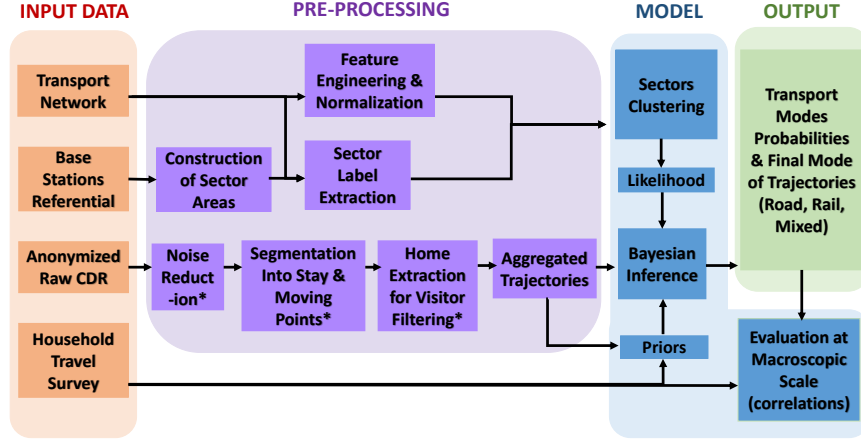 INPUT DATA
PRE-PROCESSING
MODEL
OUTPUT
Transport
Network
Base
Stations
Referential
Anonymized
Raw CDR
Household
Travel
Survey
Feature
Engineering &
Normalization
Construction
of Sector
Areas
Sector
Label
Extraction
Noise
Reduct
-ion*
Segmentation
Into Stay &
Moving
Points*
Home
Extraction
for Visitor
Filtering*
Aggregated
Trajectories
Sectors
Clustering
Likelihood
Bayesian
Inference
Priors
Transport
Modes
Probabilities
& Final Mode
of Trajectories
(Road, Rail,
Mixed)
Evaluation at
Macroscopic
Scale
(correlations)